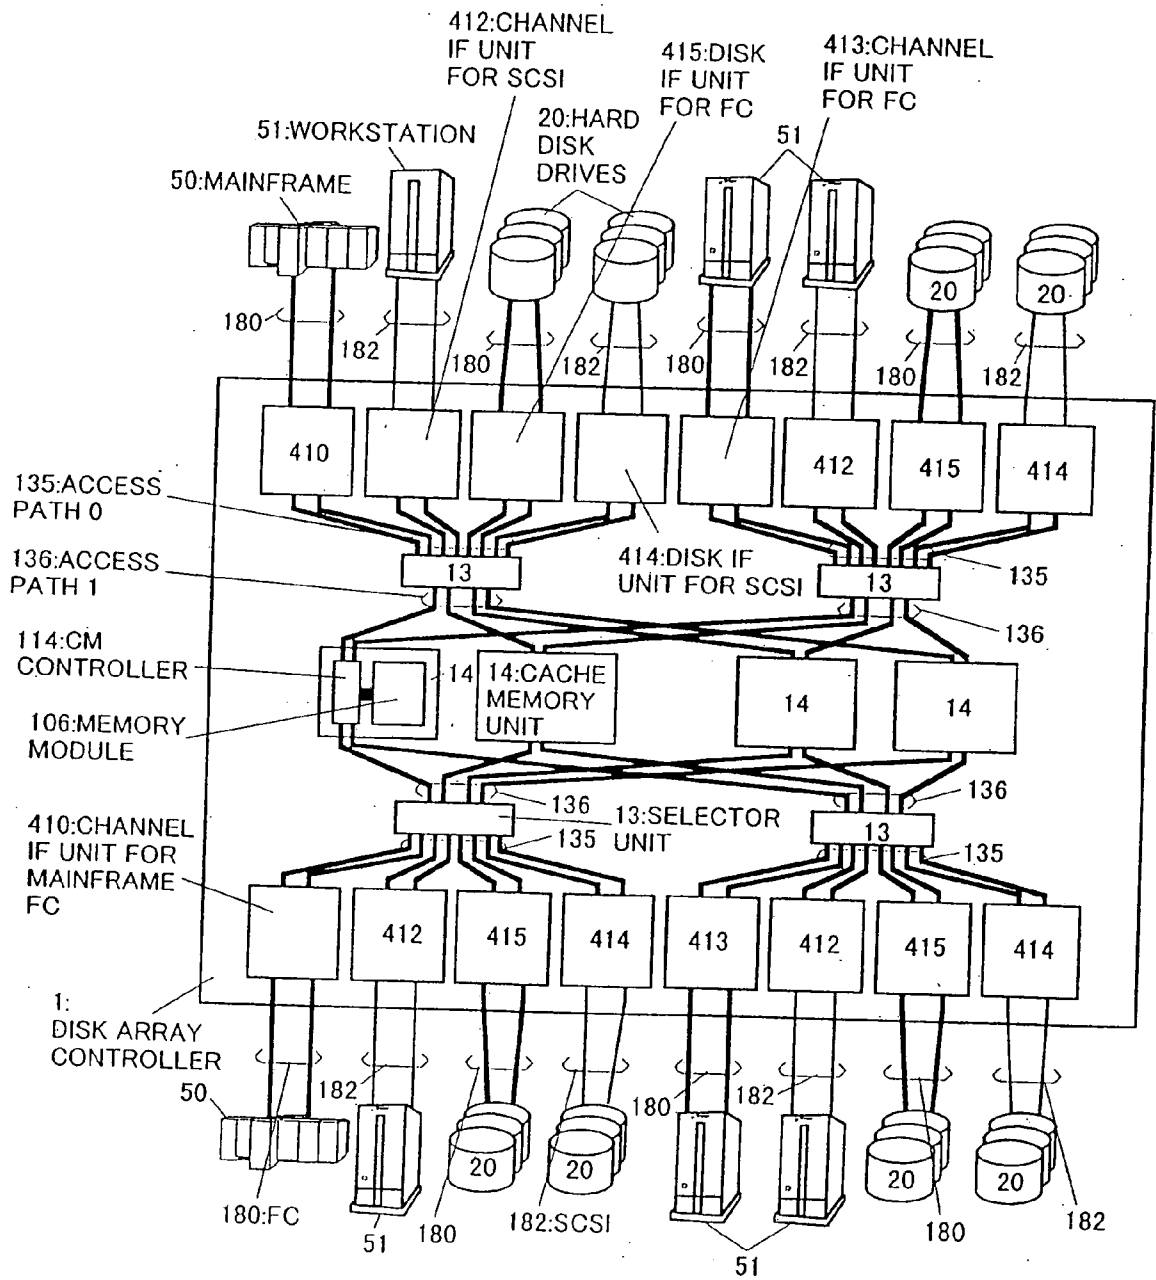 412:CHANNEL
IF UNIT
FOR SCSI
415:DISK
IF UNIT
FOR FC
413:CHANNEL
IF UNIT
FOR FC
51:WORKSTATION
20:HARD
DISK
DRIVES
51
50:MAINFRAME
20
20
180
182
180
182
180
182
180
182
410
412
415
414
135:ACCESS
PATH 0
136:ACCESS
PATH 1
13
414:DISK IF
UNIT FOR SCSI
13
135
136
114:CM
CONTROLLER
14
14:CACHE
MEMORY
UNIT
14
14
106:MEMORY
MODULE
136
136
13:SELECTOR
UNIT
13
135
135
410:CHANNEL
IF UNIT FOR
MAINFRAME
FC
412
415
414
413
412
415
414
1:
DISK ARRAY
CONTROLLER
182
180
182
50
20
20
20
20
180:FC
51
180
182:SCSI
51
180
182